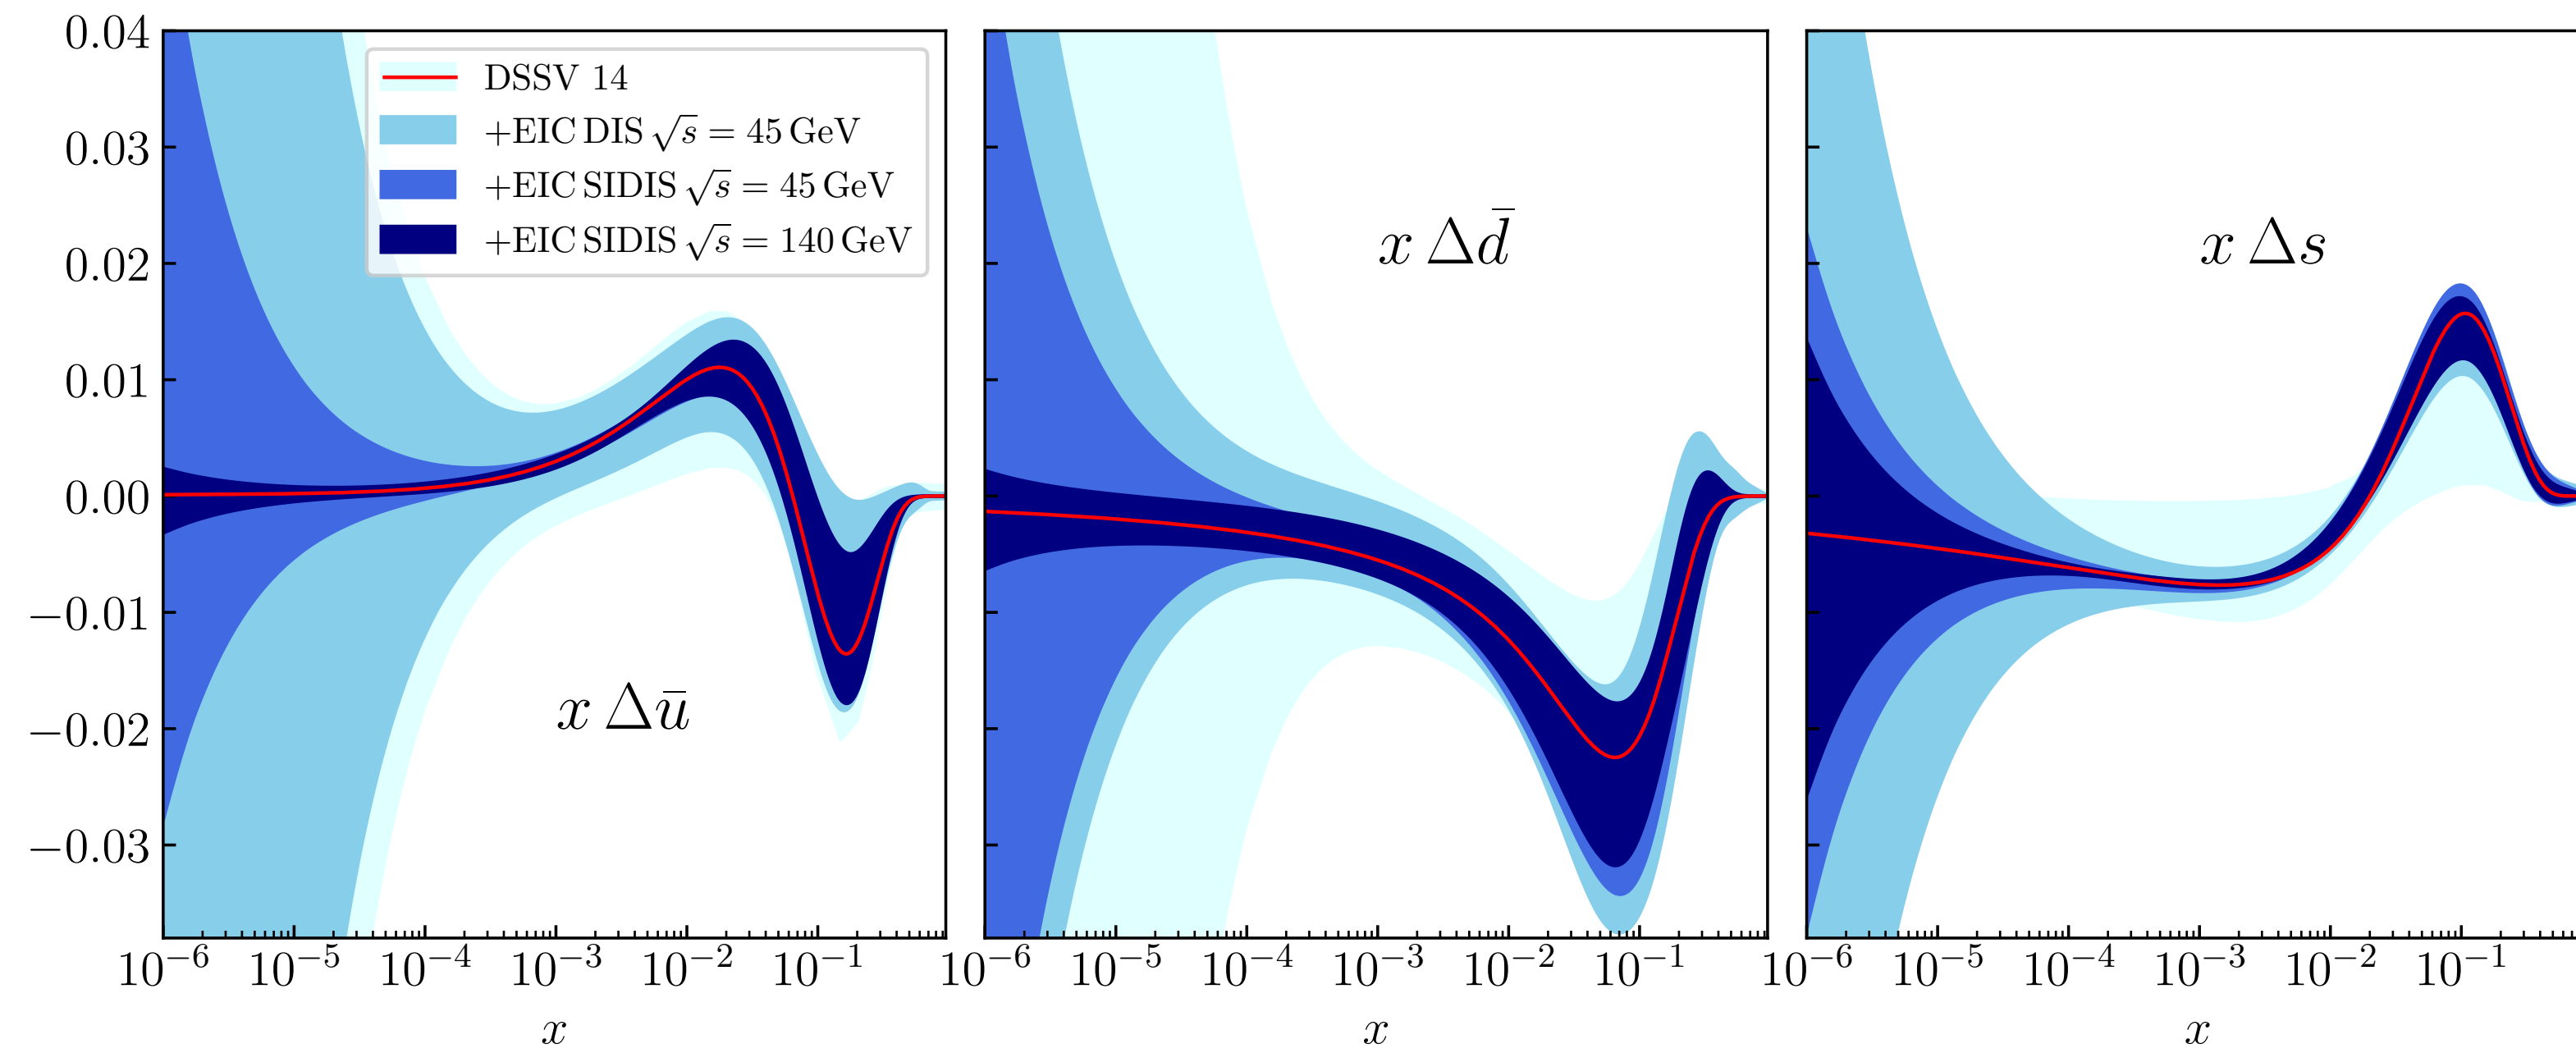 0.04
0.03
0.02
0.01
0.00
−0.01
−0.02
−0.03
DSSV 14
+EIC DIS √s = 45 GeV
+EIC SIDIS √s = 45 GeV
+EIC SIDIS √s = 140 GeV
x Δu̅
x Δd̅
x Δs
10⁻⁶ 10⁻⁵ 10⁻⁴ 10⁻³ 10⁻² 10⁻¹
10⁻⁶ 10⁻⁵ 10⁻⁴ 10⁻³ 10⁻² 10⁻¹
10⁻⁶ 10⁻⁵ 10⁻⁴ 10⁻³ 10⁻² 10⁻¹
x
x
x